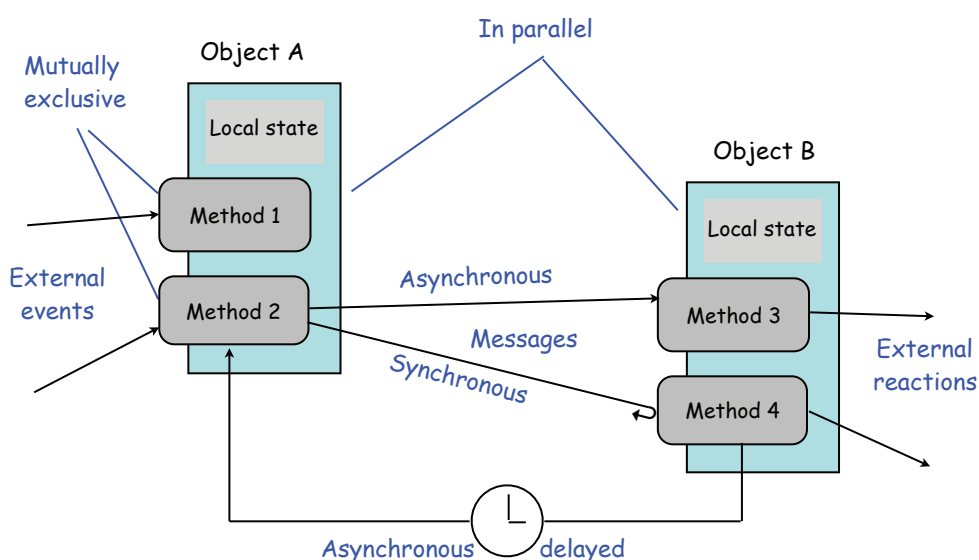 In parallel
Object A
Mutually
exclusive
Local state
Object B
Method 1
Local state
External
events
Asynchronous
Method 2
Method 3
Messages
Synchronous
External
reactions
Method 4
Asynchronous delayed